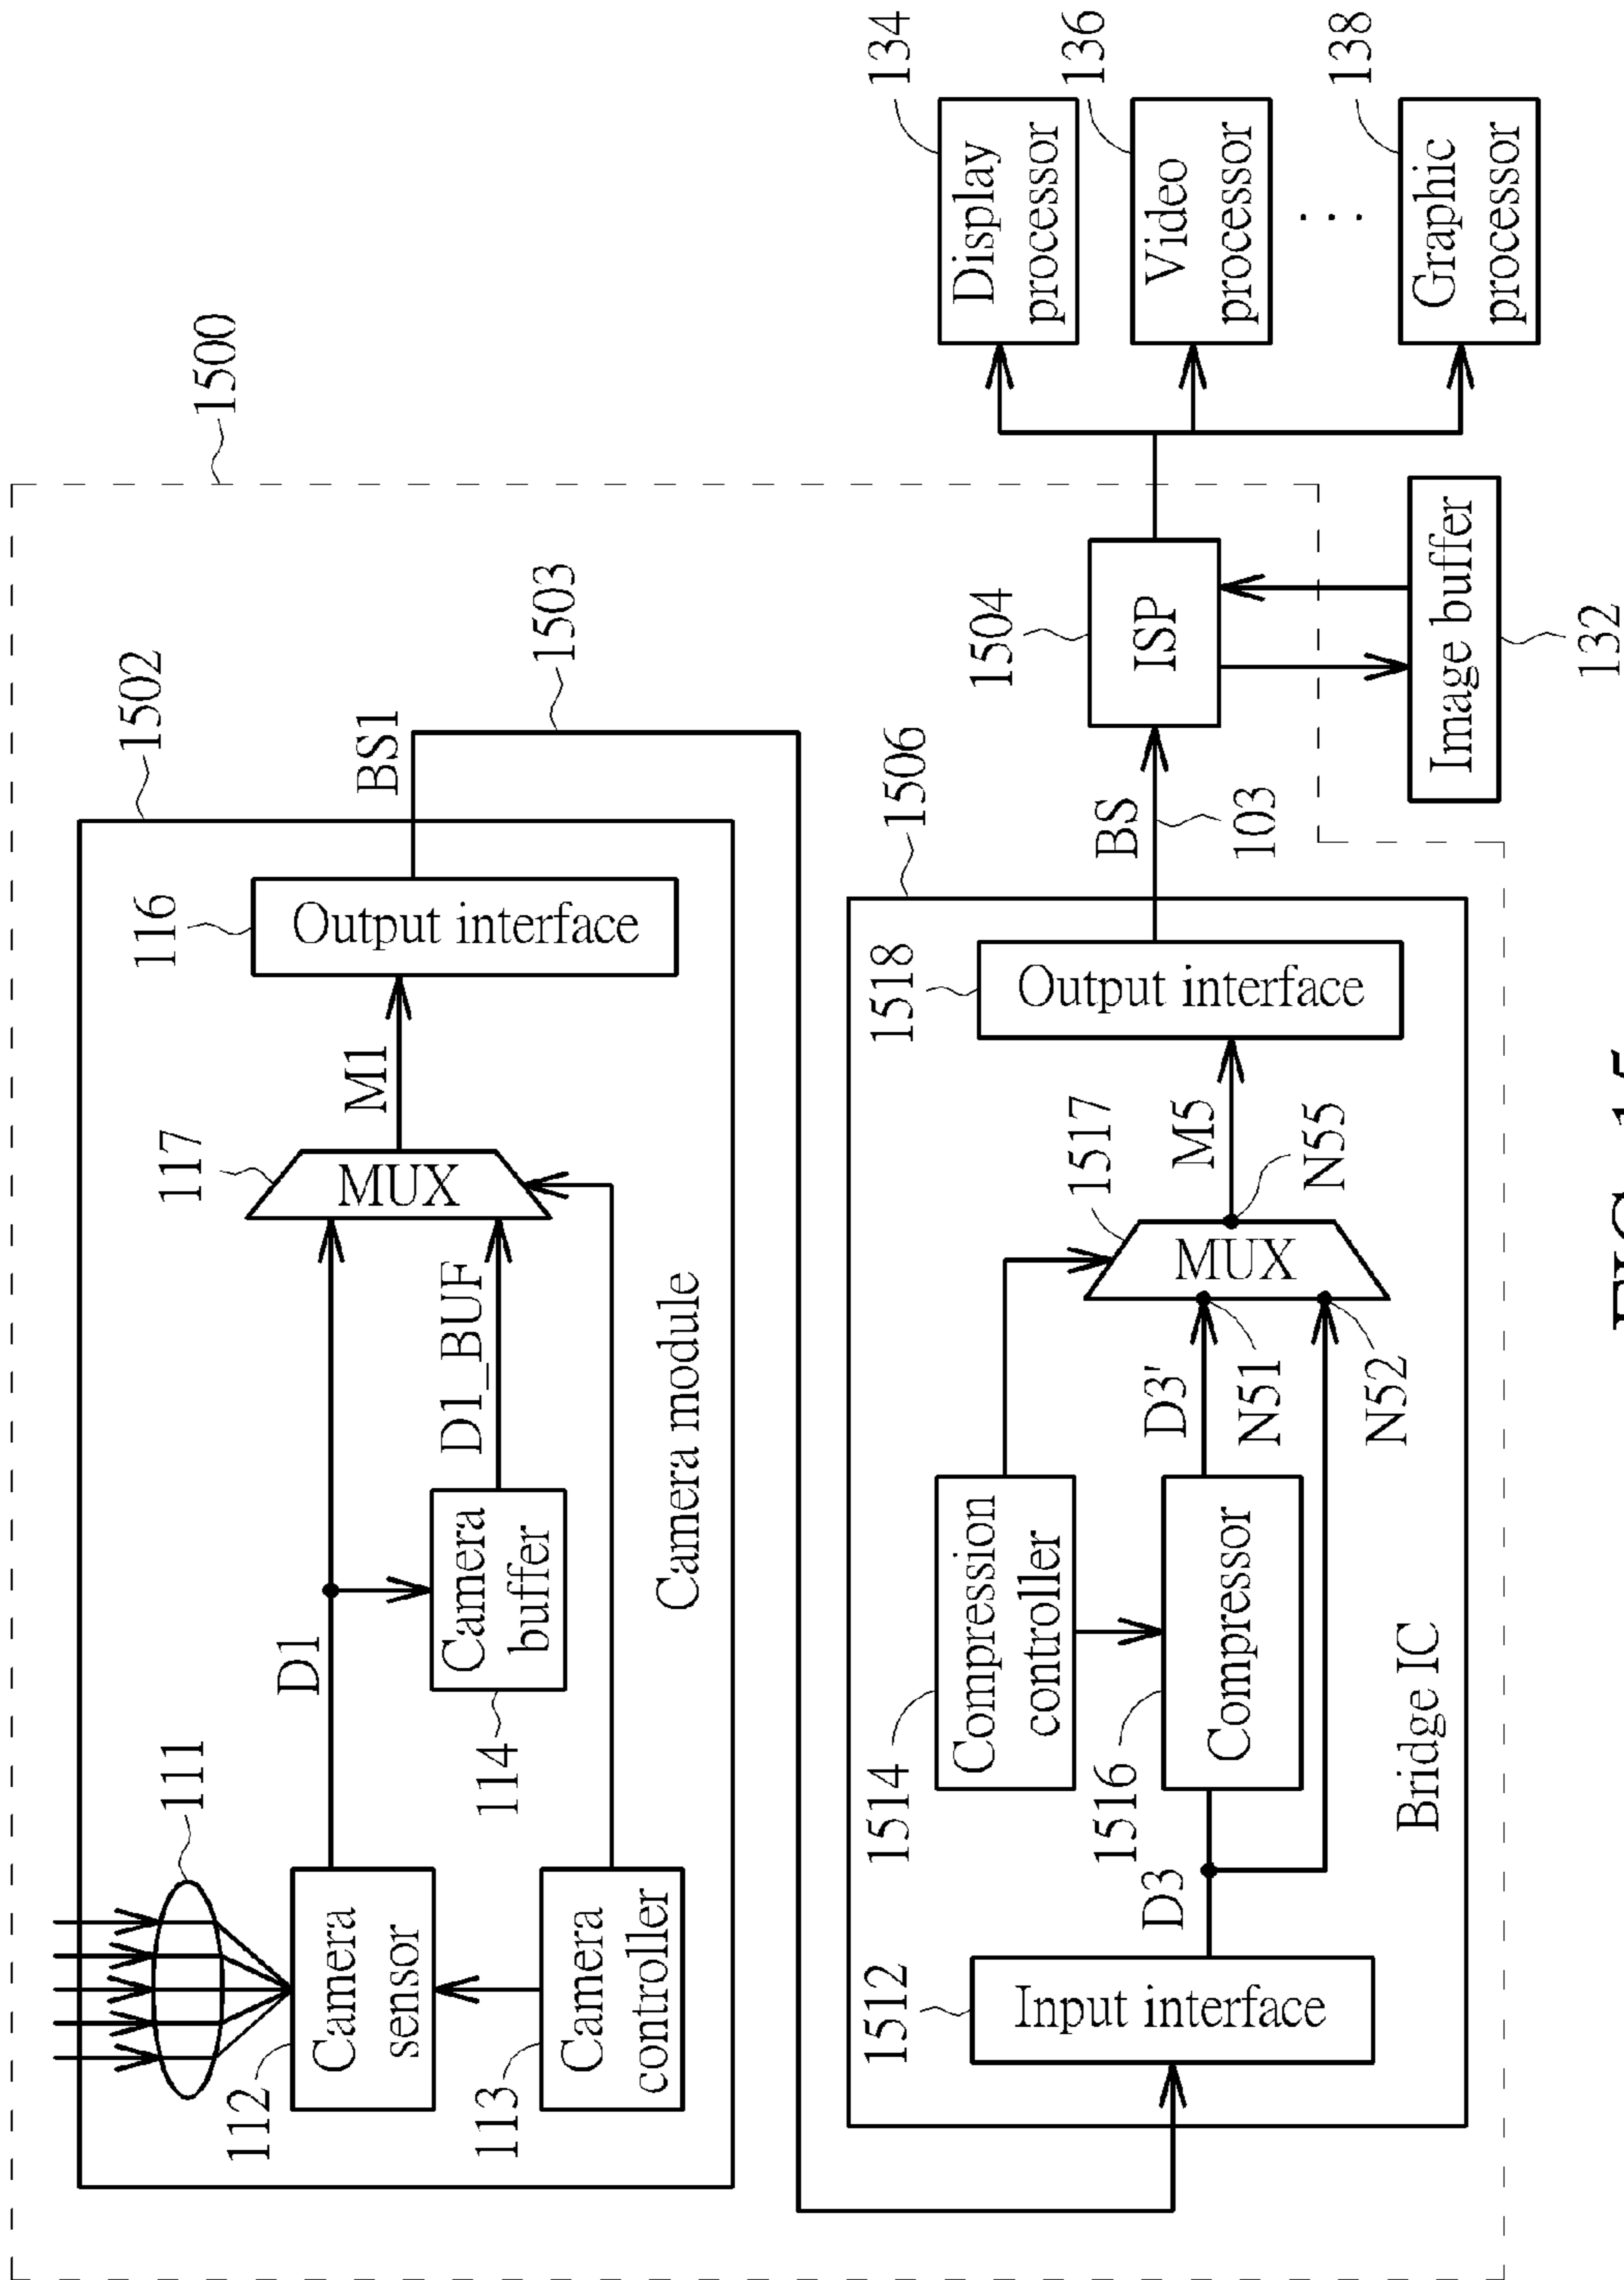 1500
1502
111
112
Camera
sensor
113
Camera
controller
D1
114
Camera
buffer
D1_BUF
117
MUX
M1
116
Output interface
BS1
1503
Camera module
1506
1512
Input interface
D3
1514
Compression
controller
1516
Compressor
D3'
N51
N52
1517
MUX
N55
M5
1518
Output interface
Bridge IC
BS
103
1504
ISP
Image buffer
132
134
Display
processor
136
Video
processor
...
138
Graphic
processor